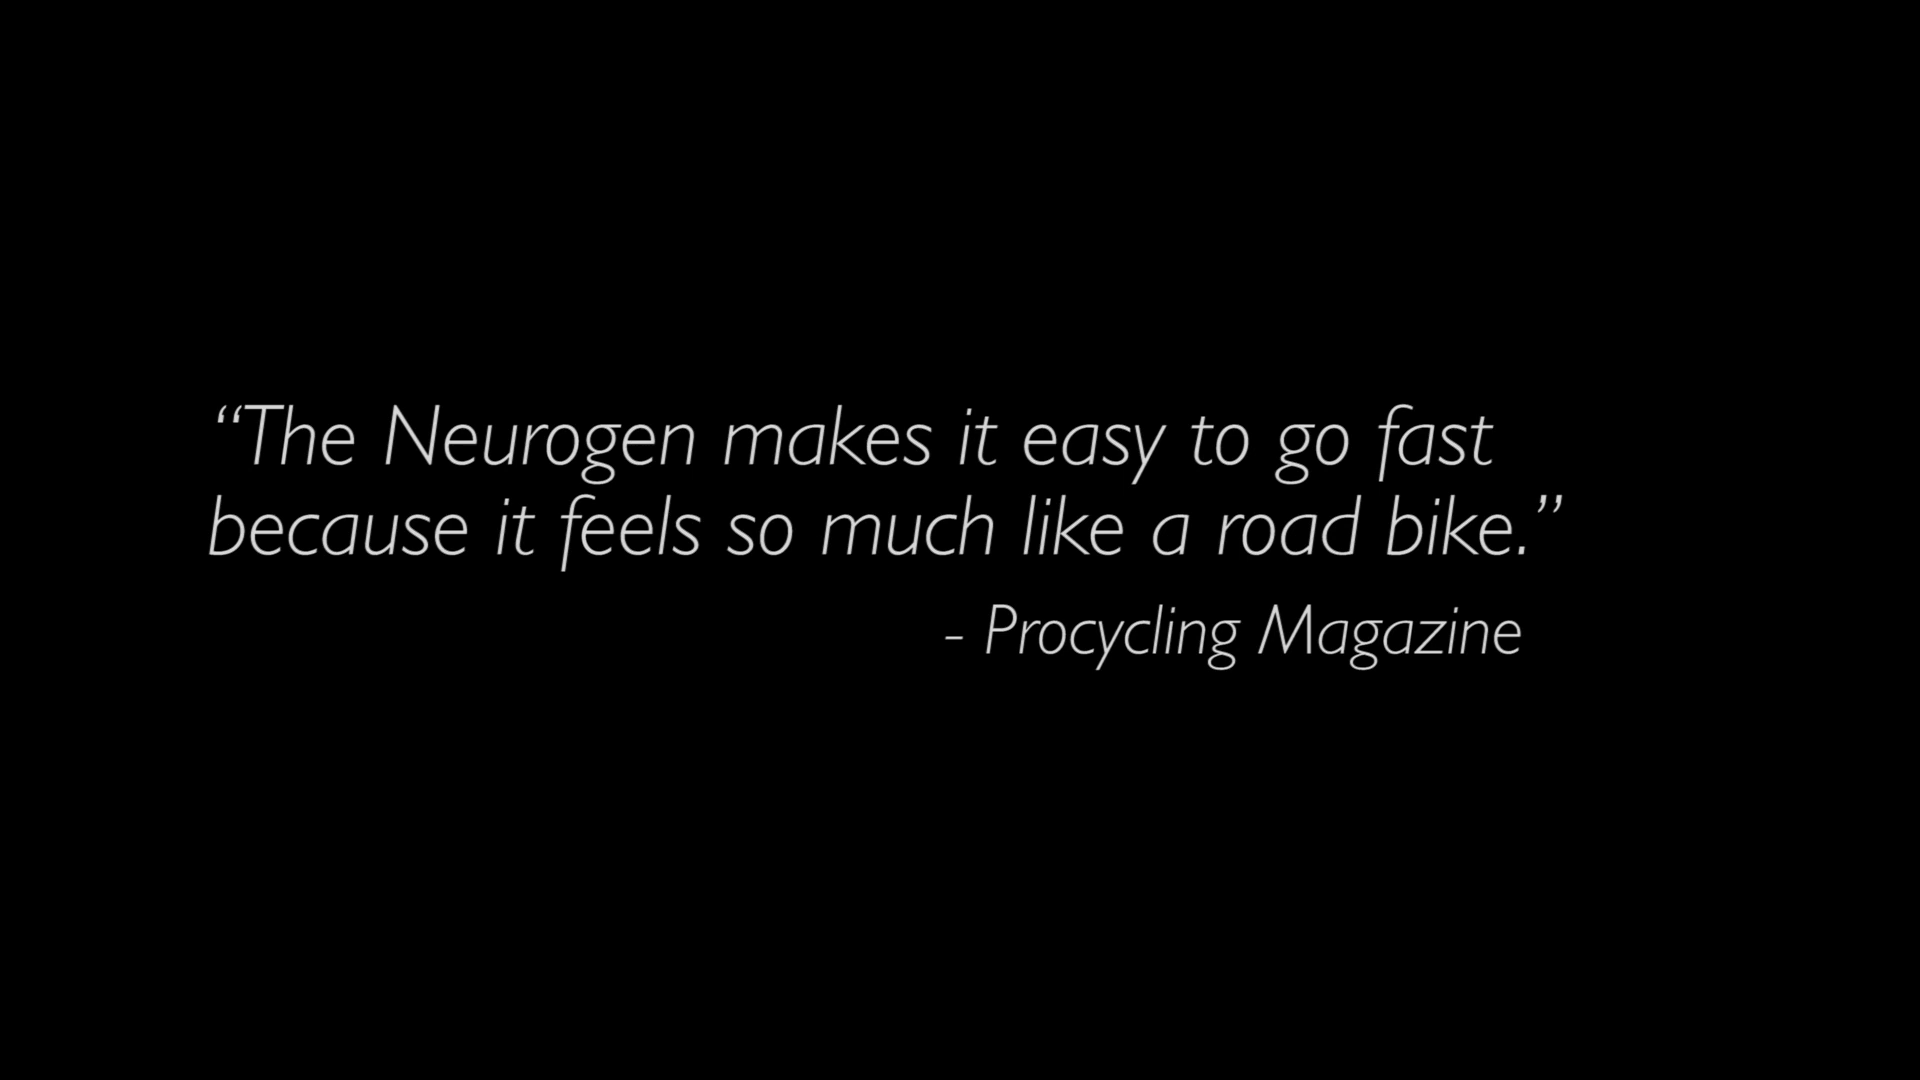 “The Neurogen makes it easy to go fast
because it feels so much like a road bike.”
- Procycling Magazine